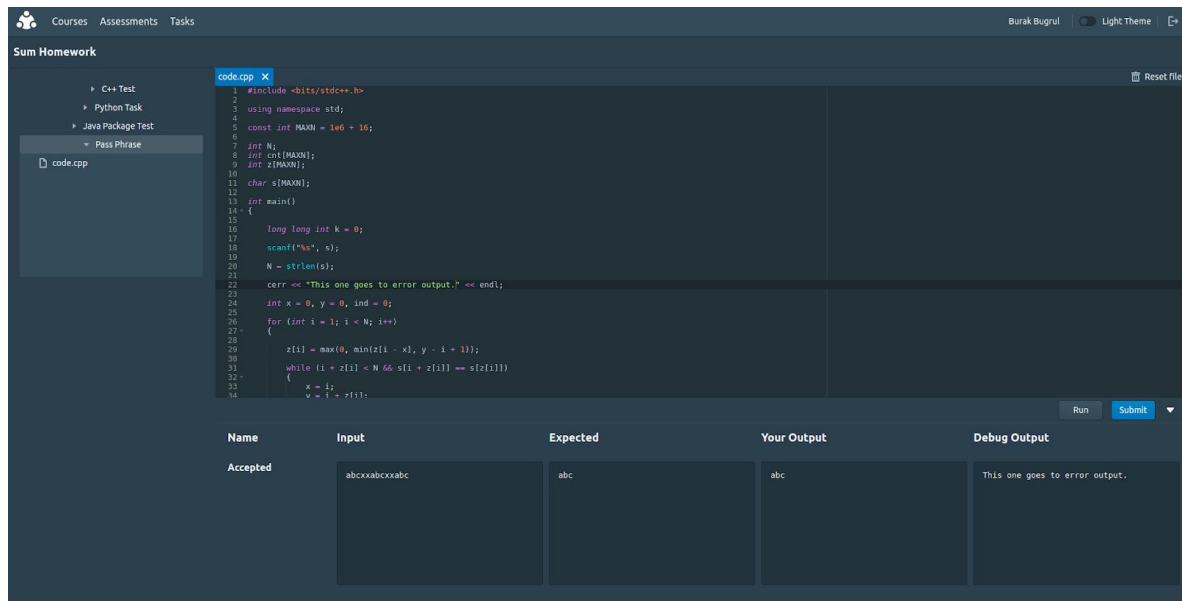 Courses Assessments Tasks
Burak Bugrul Light Theme
Sum Homework
C++ Test
Python Task
Java Package Test
Pass Phrase
code.cpp
code.cpp ×
Reset file
1 #include <bits/stdc++.h>
2
3 using namespace std;
4
5 const int MAXN = 1e6 + 16;
6
7 int N;
8 int cnt[MAXN];
9 int z[MAXN];
10
11 char s[MAXN];
12
13 int main()
14 {
15
16 long long int k = 0;
17
18 scanf("%s", s);
19
20 N = strlen(s);
21
22 cerr << "This one goes to error output." << endl;
23
24 int x = 0, y = 0, ind = 0;
25
26 for (int i = 1; i < N; i++)
27 {
28
29 z[i] = max(0, min(z[i - x], y - i + 1));
30
31 while (i + z[i] < N && s[i + z[i]] == s[z[i]])
32 {
33 x = i;
34 y = i + z[i];
Run Submit
Name Input Expected Your Output Debug Output
Accepted abcxxabcxxabc abc abc This one goes to error output.